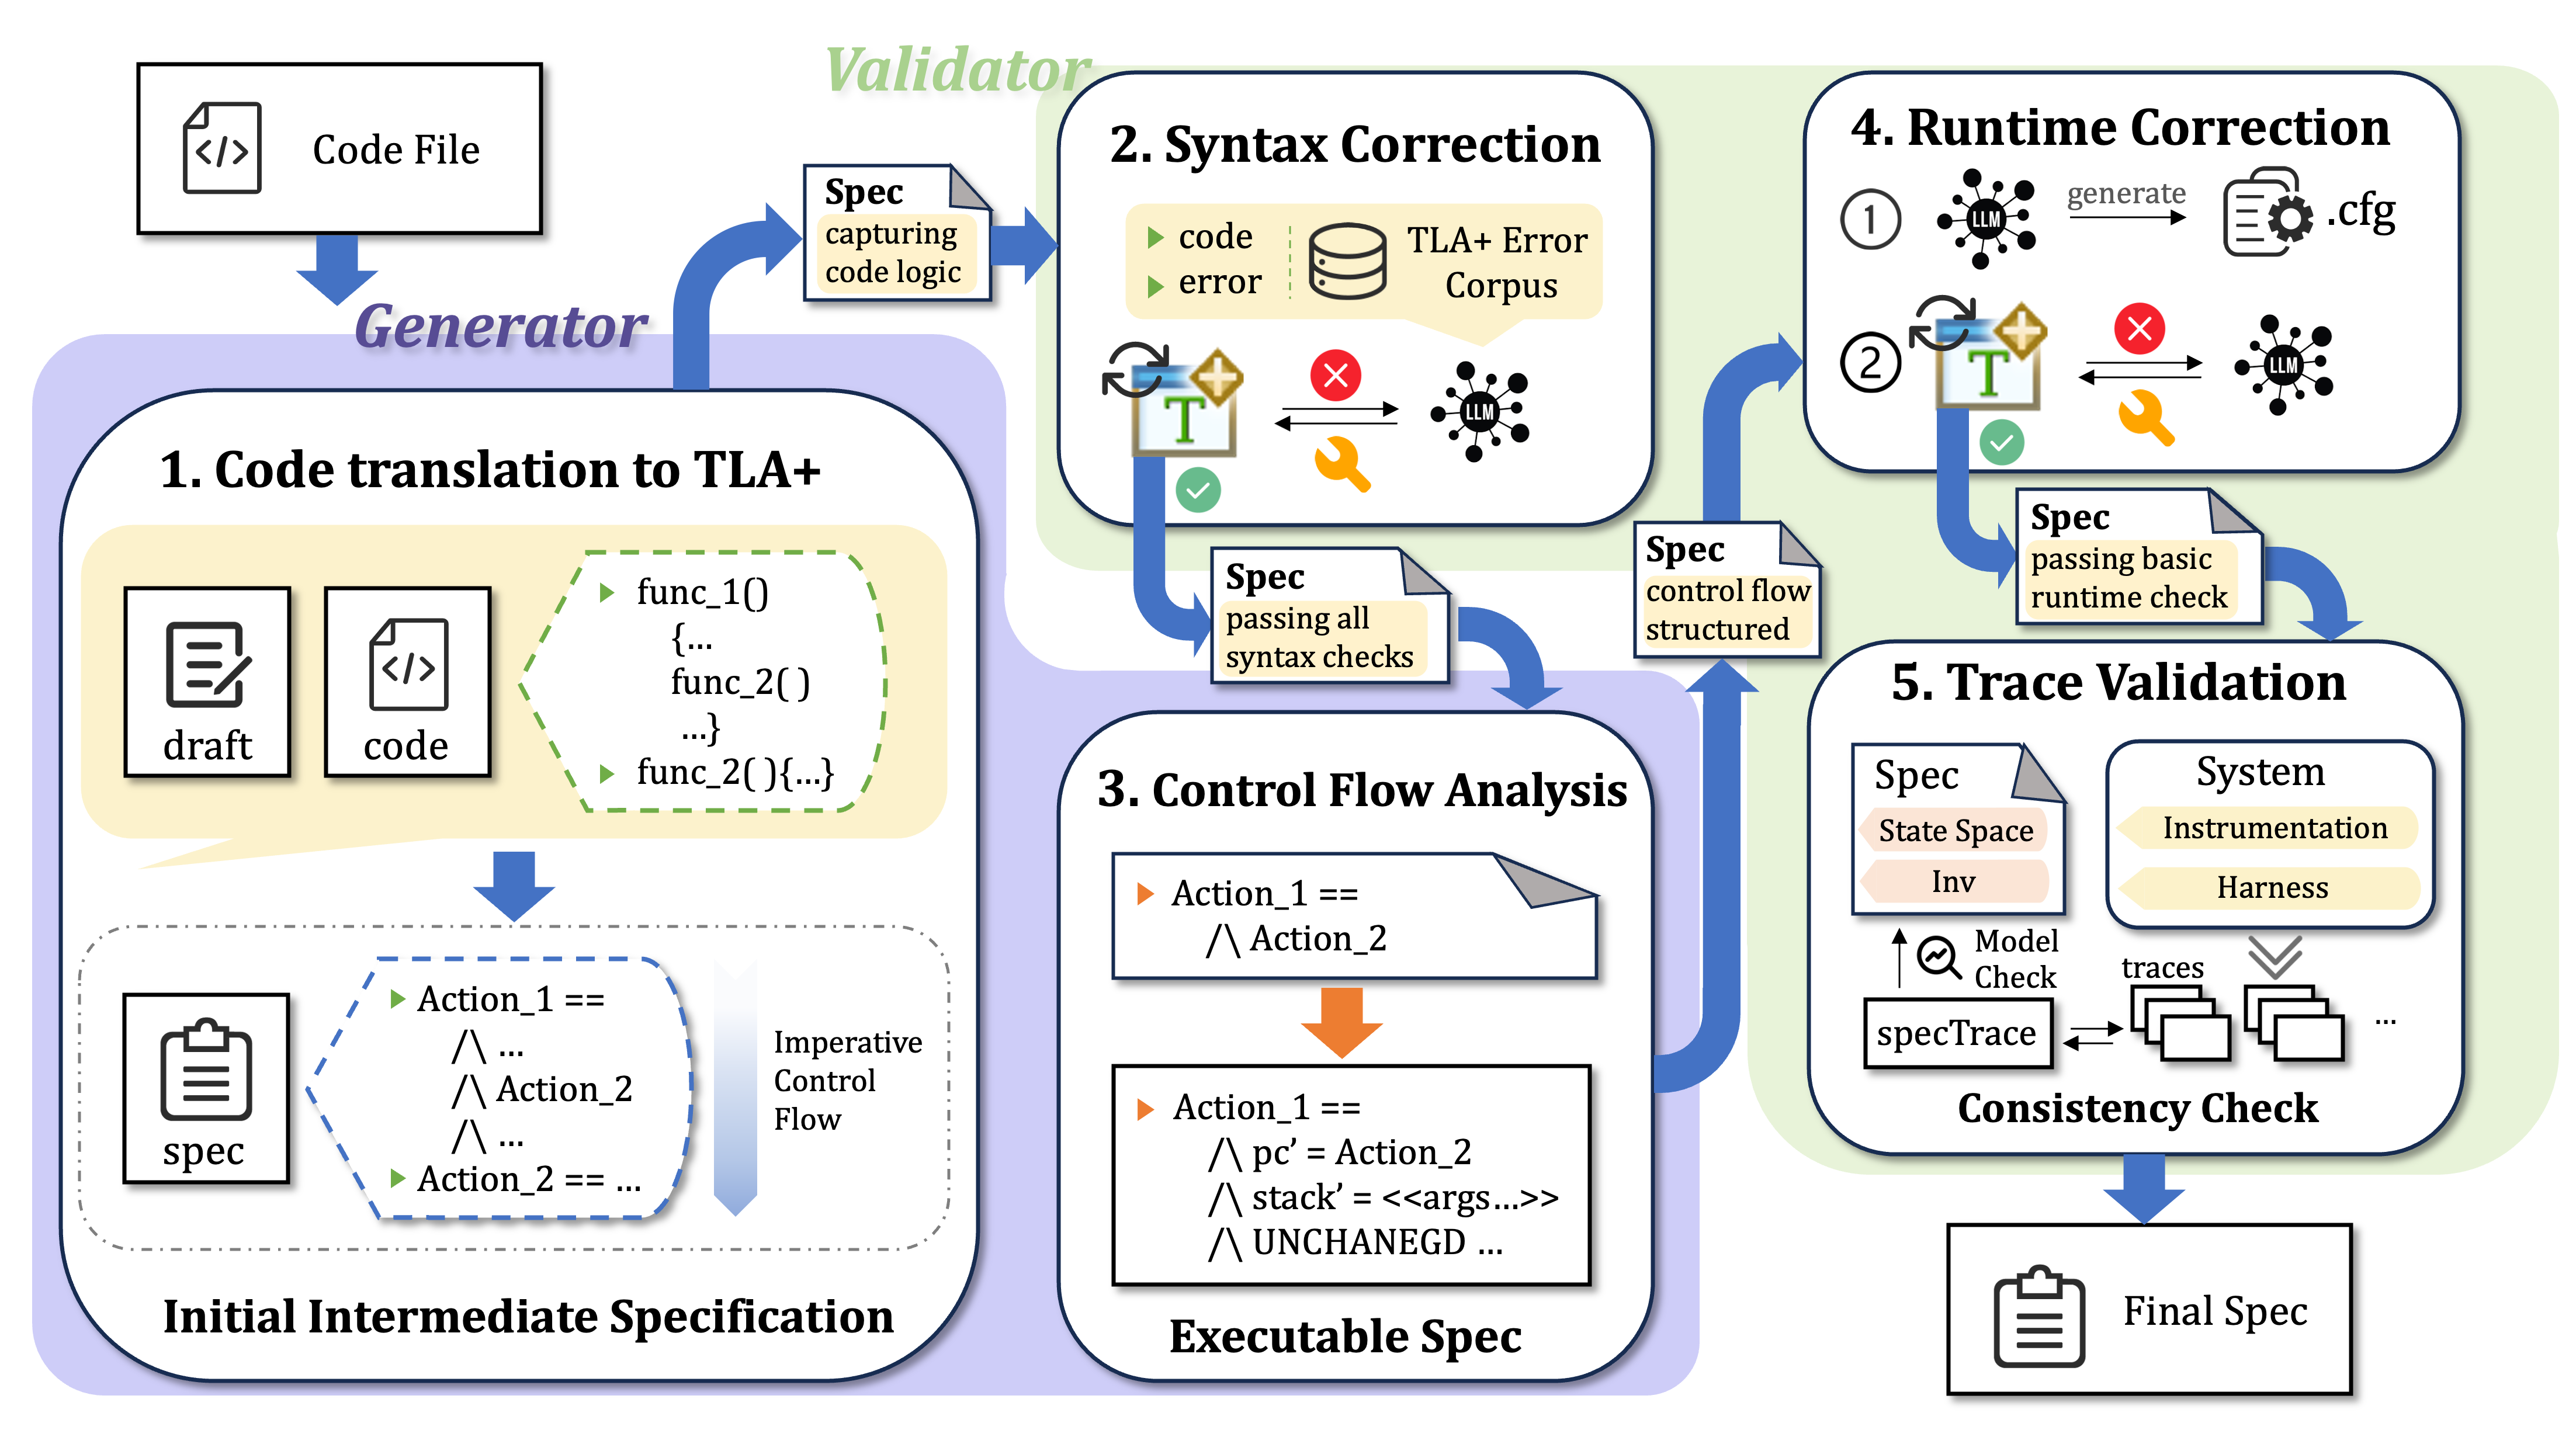 Code File
Generator
1. Code translation to TLA+
draft
code
func_1()
{...
func_2( )
...}
func_2( ){...}
spec
Action_1 ==
/\ ...
/\ Action_2
/\ ...
Action_2 == ...
Imperative
Control
Flow
Initial Intermediate Specification
Spec
capturing
code logic
Validator
2. Syntax Correction
code
error
TLA+ Error
Corpus
T
LLM
Spec
passing all
syntax checks
3. Control Flow Analysis
Action_1 ==
/\ Action_2
Action_1 ==
/\ pc’ = Action_2
/\ stack’ = <<args...>>
/\ UNCHANEGD ...
Executable Spec
Spec
control flow
structured
4. Runtime Correction
1
LLM
generate
.cfg
2
T
LLM
Spec
passing basic
runtime check
5. Trace Validation
Spec
State Space
Inv
System
Instrumentation
Harness
Model
Check
traces
specTrace
...
Consistency Check
Final Spec